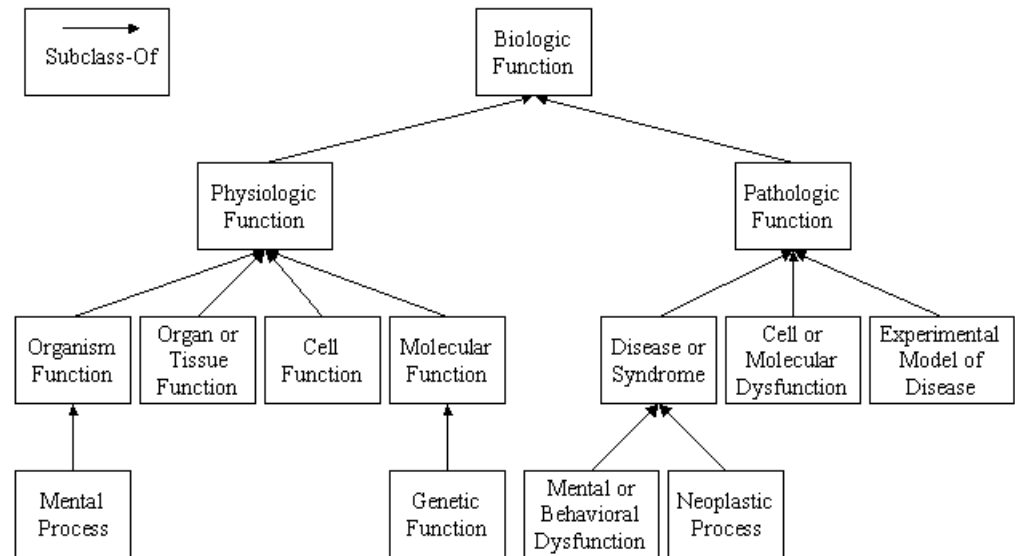 Subclass-Of
Biologic
Function
Physiologic
Function
Pathologic
Function
Organism
Function
Organ or
Tissue
Function
Cell
Function
Molecular
Function
Disease or
Syndrome
Cell or
Molecular
Dysfunction
Experimental
Model of
Disease
Mental
Process
Genetic
Function
Mental or
Behavioral
Dysfunction
Neoplastic
Process